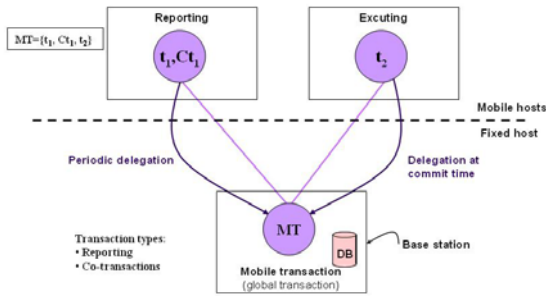 Reporting
Excuting
MT={t1, Ct1, t2}
t1,Ct1
t2
Mobile hosts
Fixed host
Periodic delegation
Delegation at
commit time
MT
Transaction types:
• Reporting
• Co-transactions
DB
Base station
Mobile transaction
(global transaction)